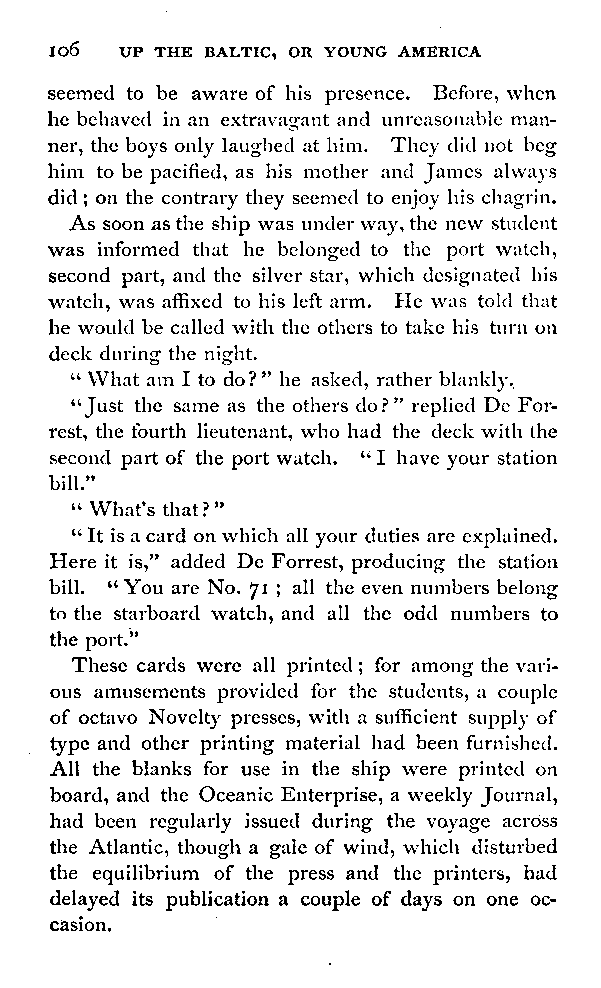 106 UP THE BALTIC, OR YOUNG AMERICA
seemed to be aware of his presence. Before, when
he behaved in an extravagant and unreasonable man-
ner, the boys only laughed at him. They did not beg
him to be pacified, as his mother and James always
did; on the contrary they seemed to enjoy his chagrin.
As soon as the ship was under way, the new student
was informed that he belonged to the port watch,
second part, and the silver star, which designated his
watch, was affixed to his left arm. He was told that
he would be called with the others to take his turn on
deck during the night.
"What am I to do?" he asked, rather blankly.
"Just the same as the others do?" replied De For-
rest, the fourth lieutenant, who had the deck with the
second part of the port watch. "I have your station
bill."
"What's that?"
"It is a card on which all your duties are explained.
Here it is," added De Forrest, producing the station
bill. "You are No. 71; all the even numbers belong
to the starboard watch, and all the odd numbers to
the port."
These cards were all printed; for among the vari-
ous amusements provided for the students, a couple
of octavo Novelty presses, with a sufficient supply of
type and other printing material had been furnished.
All the blanks for use in the ship were printed on
board, and the Oceanic Enterprise, a weekly Journal,
had been regularly issued during the voyage across
the Atlantic, though a gale of wind, which disturbed
the equilibrium of the press and the printers, had
delayed its publication a couple of days on one oc-
casion.